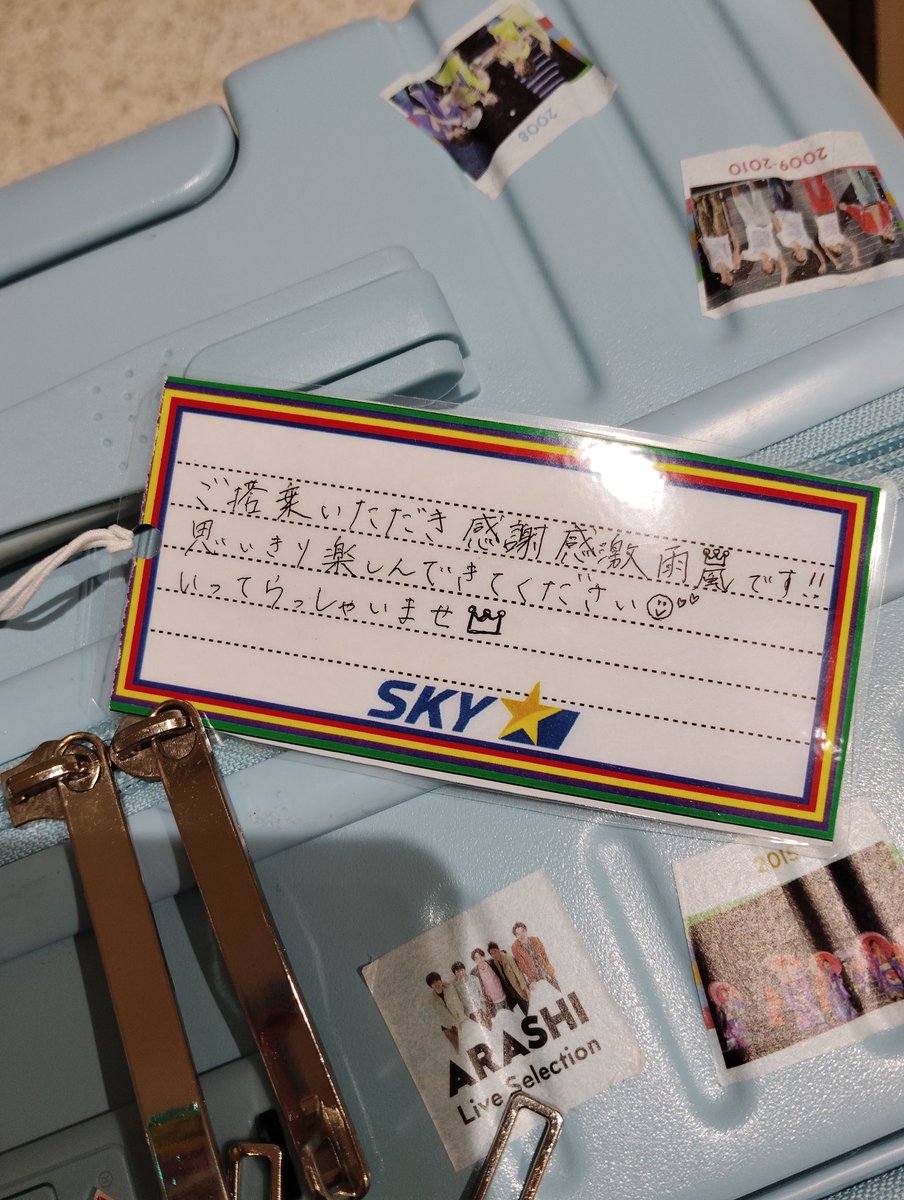 2008
2009-2010
ご搭乗いただき感謝感激雨嵐です!!
思いきり楽しんできてください
いってらっしゃいませ
SKY
2015
ARASHI
Live Selection